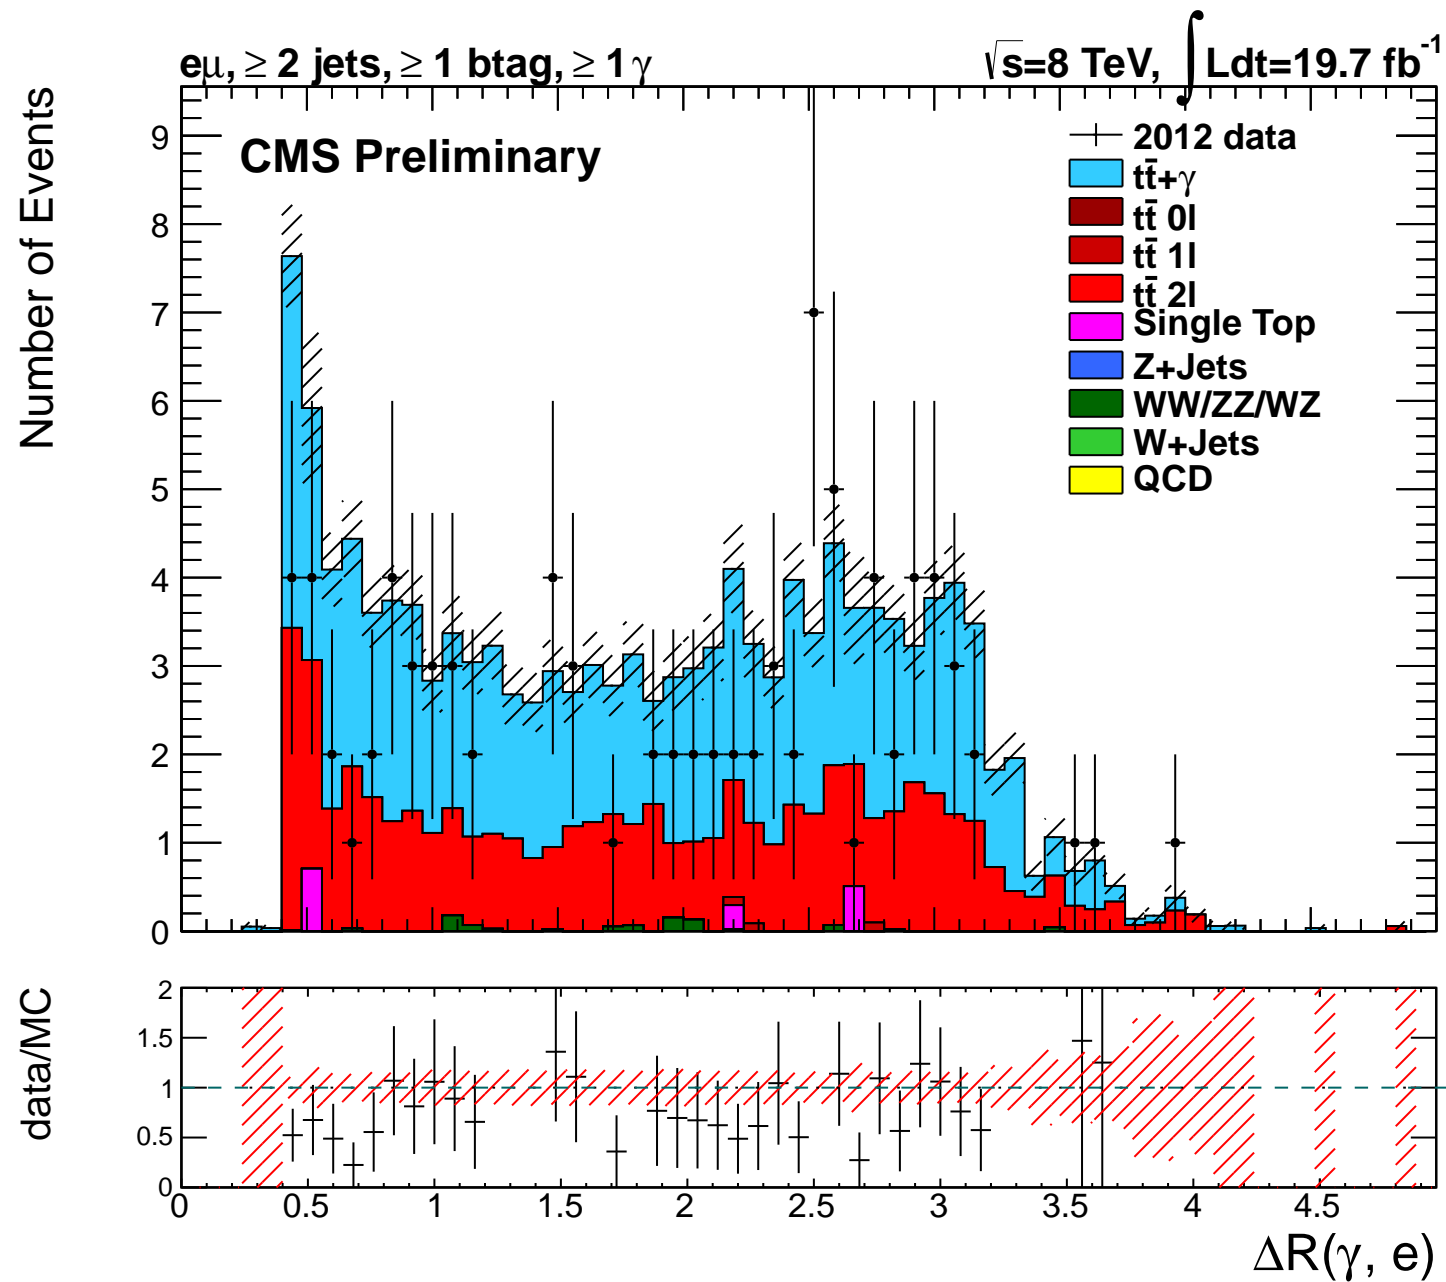 eμ, ≥ 2 jets, ≥ 1 btag, ≥ 1 γ
√s=8 TeV, ∫ Ldt=19.7 fb⁻¹
CMS Preliminary
Number of Events
9
8
7
6
5
4
3
2
1
0
2012 data
tt̄+γ
tt̄ 0l
tt̄ 1l
tt̄ 2l
Single Top
Z+Jets
WW/ZZ/WZ
W+Jets
QCD
data/MC
2
1.5
1
0.5
0
0 0.5 1 1.5 2 2.5 3 3.5 4 4.5
ΔR(γ, e)